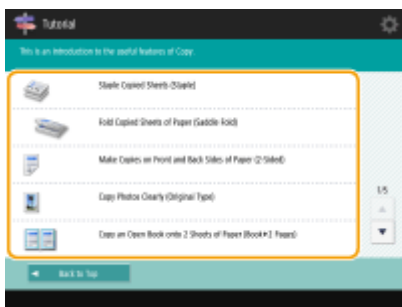 Tutorial
This is an introduction to the useful features of Copy.
Staple Copied Sheets (Staple)
Fold Copied Sheets of Paper (Saddle Fold)
Make Copies on Front and Back Sides of Paper (2-Sided)
Copy Photos Clearly (Original Type)
Copy an Open Book onto 2 Sheets of Paper (Book►2 Pages)
1/5
Back to Top